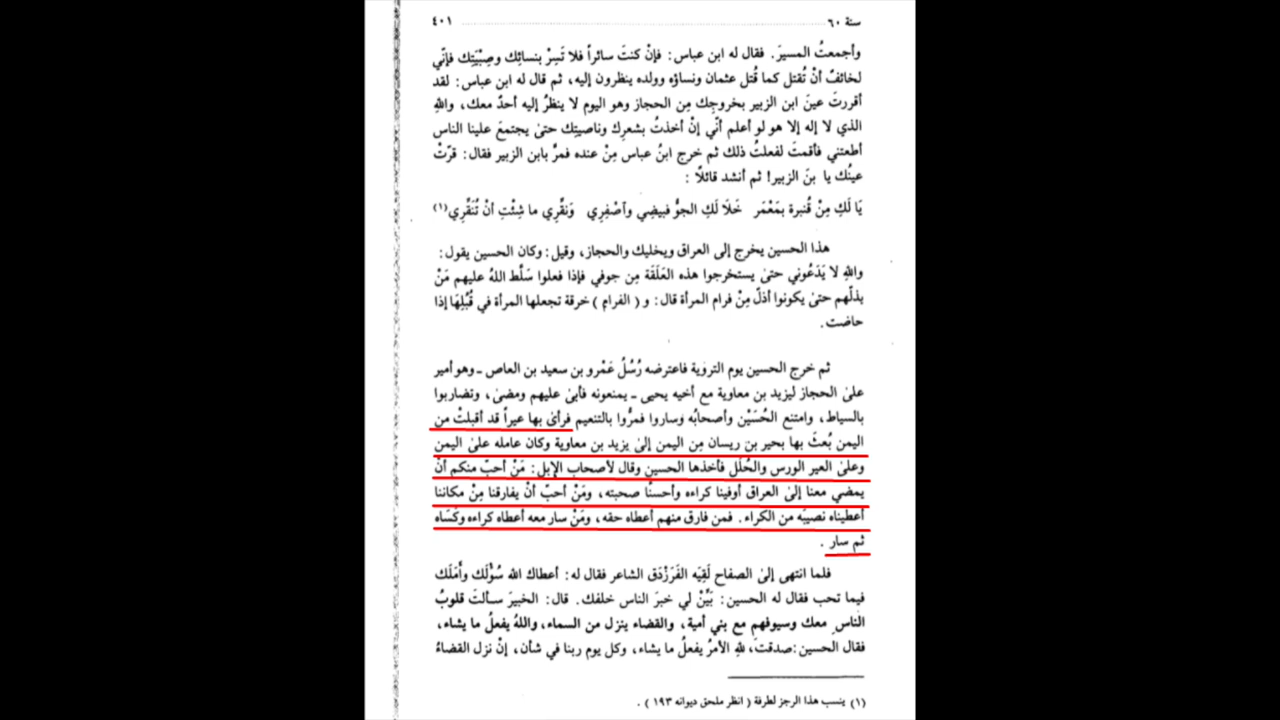 سنة ٦٠
٤٠١
وأجمعتُ المسيرَ. فقال له ابن عباس: فإنْ كنتَ سائراً فلا تَسِرْ بنسائِك وصِبْيَتِك فإنّي
لخائفٌ أنْ تُقتل كما قُتل عثمان ونساؤه وولده ينظرون إليه، ثم قال له ابن عباس: لقد
أقررتَ عينَ ابن الزبير بخروجِك مِن الحجاز وهو اليوم لا ينظرُ إليه أحدٌ معك، واللهِ
الذي لا إله إلا هو لو أعلم أنّي إنْ أخذتُ بشعرِك وناصيتِك حتىٰ يجتمعَ علينا الناس
أطعتني فأقمتَ لفعلتُ ذلك ثم خرج ابنُ عباس مِنْ عنده فمرَّ بابن الزبير فقال: قرّتْ
عينُك يا بنَ الزبير! ثم أنشد قائلًا :
يَا لَكِ مِنْ قُنبرة بمَعْمَر خَلَا لَكِ الجوُّ فبيضِي وأصْفِرِي وَنَقِّرِي ما شِئْتِ أنْ تُنَقِّرِي(١)
هذا الحسين يخرج إلى العراق ويخليك والحجاز، وقيل: وكان الحسين يقول:
واللهِ لا يَدَعُوني حتىٰ يستخرجوا هذه العَلَقَة مِن جوفي فإذا فعلوا سَلَّط اللهُ عليهم مَنْ
يذلّهم حتىٰ يكونوا أذلّ مِنْ فرام المرأة قال: و ( الفرام ) خرقة تجعلها المرأة في قُبُلِهَا إذا
حاضت.
ثم خرج الحسين يوم التروية فاعترضه رُسُلُ عَمْرو بن سعيد بن العاص ـ وهو أمير
علىٰ الحجاز ليزيد بن معاوية مع أخيه يحيى ـ يمنعونه فأبىٰ عليهم ومضىٰ، وتضاربوا
بالسياط، وامتنع الحُسَيْن وأصحابُه وساروا فمرُّوا بالتنعيم فرأىٰ بها عيراً قد أقبلتْ من
اليمن بُعثَ بها بحير بن ريسان مِن اليمن إلىٰ يزيد بن معاوية وكان عامله علىٰ اليمن
وعلىٰ العير الورس والحُلَل فأخذها الحسين وقال لأصحاب الإبل: مَنْ أحبّ منكم أنْ
يمضي معنا إلىٰ العراق أوفينا كراءه وأحسنّا صحبته، ومَنْ أحبّ أنْ يفارقنا مِنْ مكاننا
أعطيناه نصيبَه من الكراء. فمن فارق منهم أعطاه حقه، ومَنْ سار معه أعطاه كراءه وكَسَاه
ثم سار .
فلما انتهى إلىٰ الصفاح لَقِيَه الفَرَزْدَق الشاعر فقال له: أعطاك الله سُؤْلَك وأَمَلَك
فيما تحب فقال له الحسين: بَيِّنْ لي خبرَ الناس خلفك. قال: الخبيرَ سألتَ قلوبُ
الناسِ معك وسيوفهم مع بني أمية، والقضاء ينزل من السماء، واللهُ يفعلُ ما يشاء،
فقال الحسين: صدقت، للهِ الأمرُ يفعلُ ما يشاء، وكل يوم ربنا في شأن، إنْ نزل القضاءُ
(١) ينسب هذا الرجز لطرفة ( انظر ملحق ديوانه ١٩٣ ) .